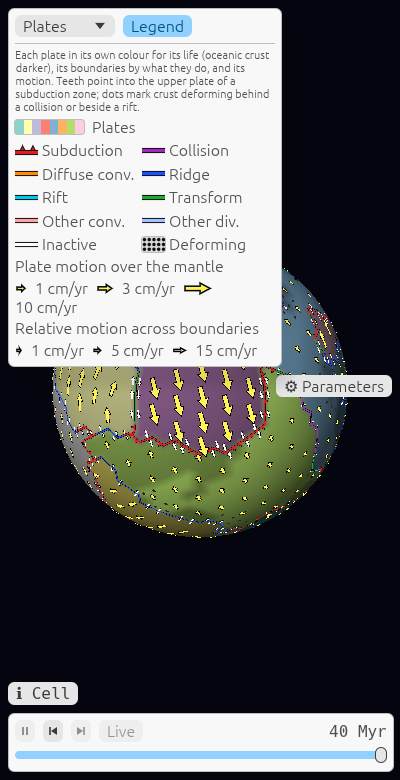 Plates Legend
Each plate in its own colour for its life (oceanic crust
darker), its boundaries by what they do, and its
motion. Teeth point into the upper plate of a
subduction zone; dots mark crust deforming behind
a collision or beside a rift.
Plates
Subduction Collision
Diffuse conv. Ridge
Rift Transform
Other conv. Other div.
Inactive Deforming
Plate motion over the mantle
1 cm/yr 3 cm/yr
10 cm/yr
Relative motion across boundaries
1 cm/yr 5 cm/yr 15 cm/yr
⚙ Parameters
ℹ Cell
Live 40 Myr